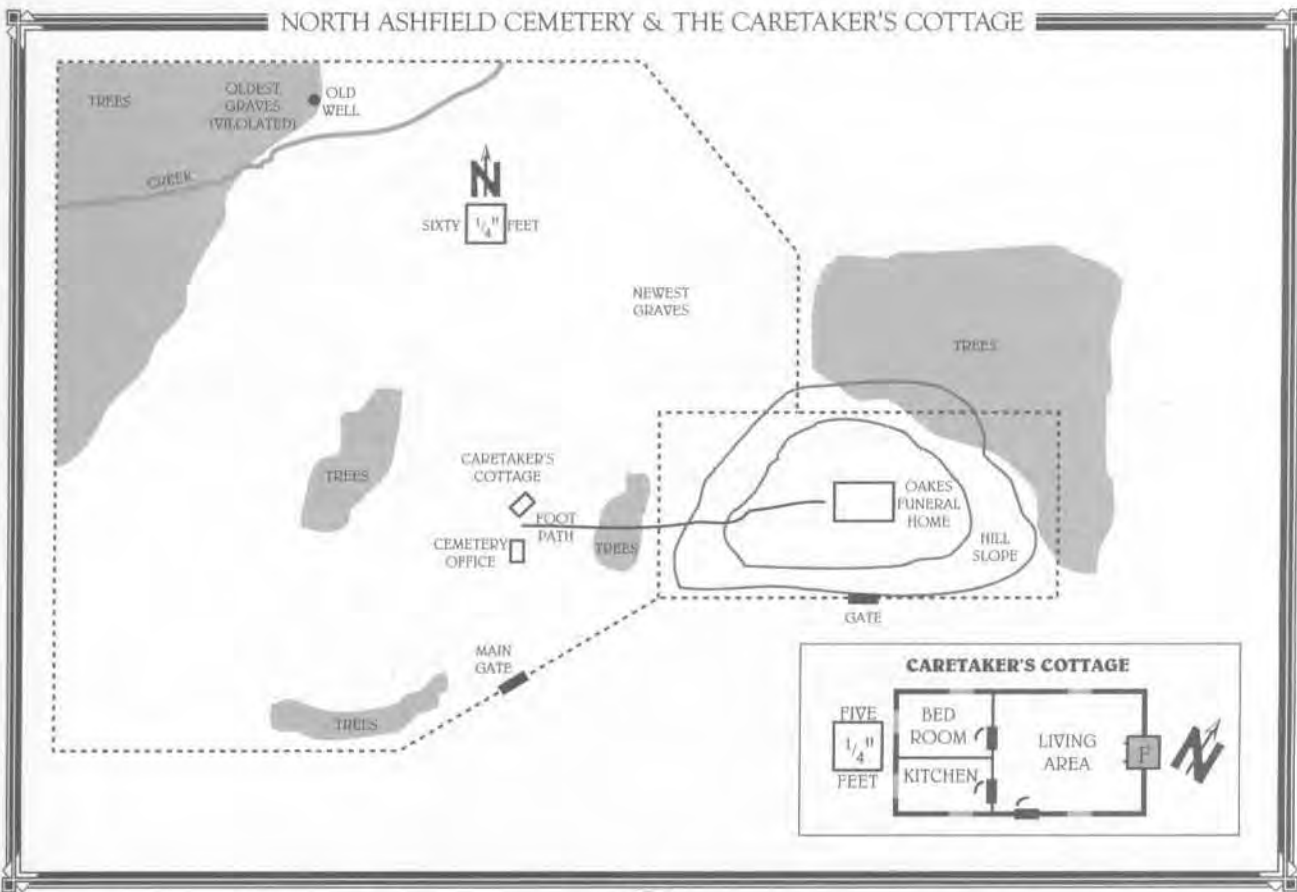 NORTH ASHFIELD CEMETERY & THE CARETAKER'S COTTAGE
TREES
OLDEST
GRAVES
(VILOLATED)
OLD
WELL
CREEK
N
SIXTY
1/4"
FEET
NEWEST
GRAVES
TREES
TREES
CARETAKER'S
COTTAGE
FOOT
PATH
CEMETERY
OFFICE
TREES
OAKES
FUNERAL
HOME
HILL
SLOPE
GATE
MAIN
GATE
TREES
CARETAKER'S COTTAGE
FIVE
1/4"
FEET
BED
ROOM
KITCHEN
LIVING
AREA
F
N